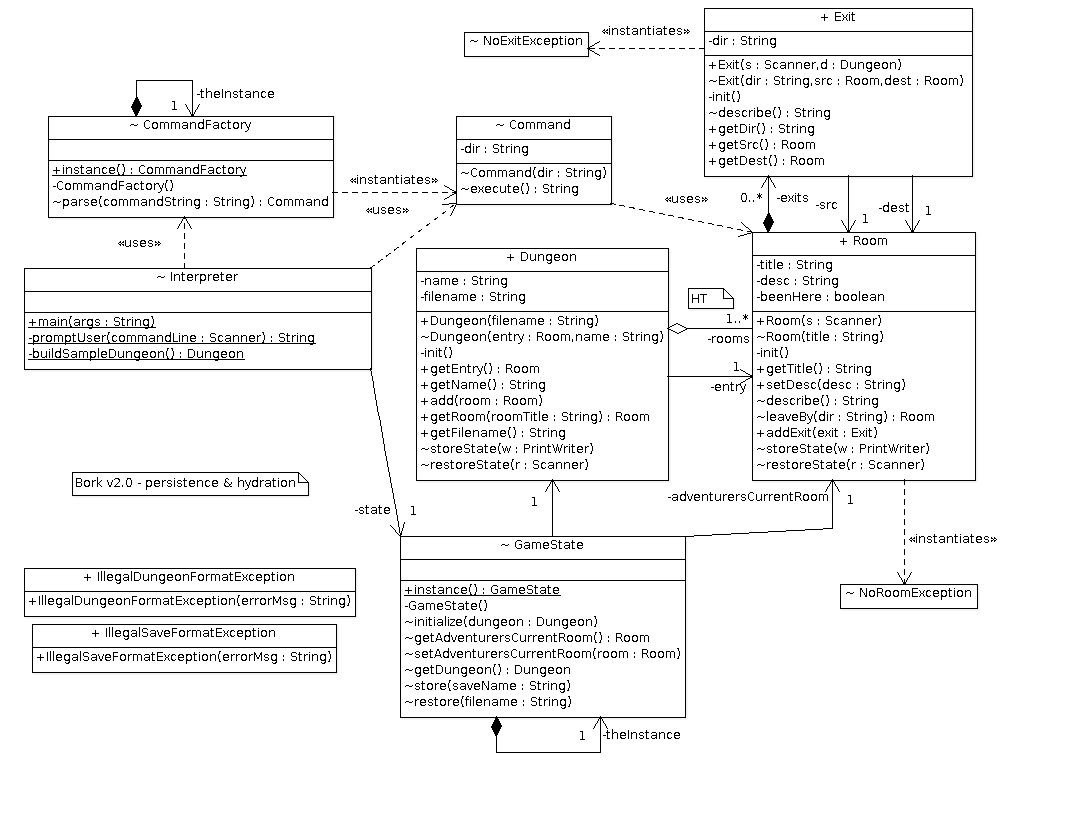 + Exit
-dir : String
+Exit(s : Scanner,d : Dungeon)
~Exit(dir : String,src : Room,dest : Room)
-init()
~describe() : String
+getDir() : String
+getSrc() : Room
+getDest() : Room
«instantiates»
~ NoExitException
-theInstance
1
~ CommandFactory
+instance() : CommandFactory
-CommandFactory()
~parse(commandString : String) : Command
«instantiates»
«uses»
~ Command
-dir : String
~Command(dir : String)
~execute() : String
«uses»
0..*
-exits
-src
1
-dest
1
«uses»
~ Interpreter
+main(args : String)
-promptUser(commandLine : Scanner) : String
-buildSampleDungeon() : Dungeon
+ Dungeon
-name : String
-filename : String
+Dungeon(filename : String)
~Dungeon(entry : Room,name : String)
-init()
+getEntry() : Room
+getName() : String
+add(room : Room)
+getRoom(roomTitle : String) : Room
+getFilename() : String
~storeState(w : PrintWriter)
~restoreState(r : Scanner)
HT
1..*
-rooms
1
-entry
+ Room
-title : String
-desc : String
-beenHere : boolean
+Room(s : Scanner)
~Room(title : String)
-init()
+getTitle() : String
+setDesc(desc : String)
~describe() : String
~leaveBy(dir : String) : Room
+addExit(exit : Exit)
~storeState(w : PrintWriter)
~restoreState(r : Scanner)
Bork v2.0 - persistence & hydration
-state
1
1
-adventurersCurrentRoom
1
«instantiates»
~ NoRoomException
~ GameState
+instance() : GameState
-GameState()
~initialize(dungeon : Dungeon)
~getAdventurersCurrentRoom() : Room
~setAdventurersCurrentRoom(room : Room)
~getDungeon() : Dungeon
~store(saveName : String)
~restore(filename : String)
1
-theInstance
+ IllegalDungeonFormatException
+IllegalDungeonFormatException(errorMsg : String)
+ IllegalSaveFormatException
+IllegalSaveFormatException(errorMsg : String)